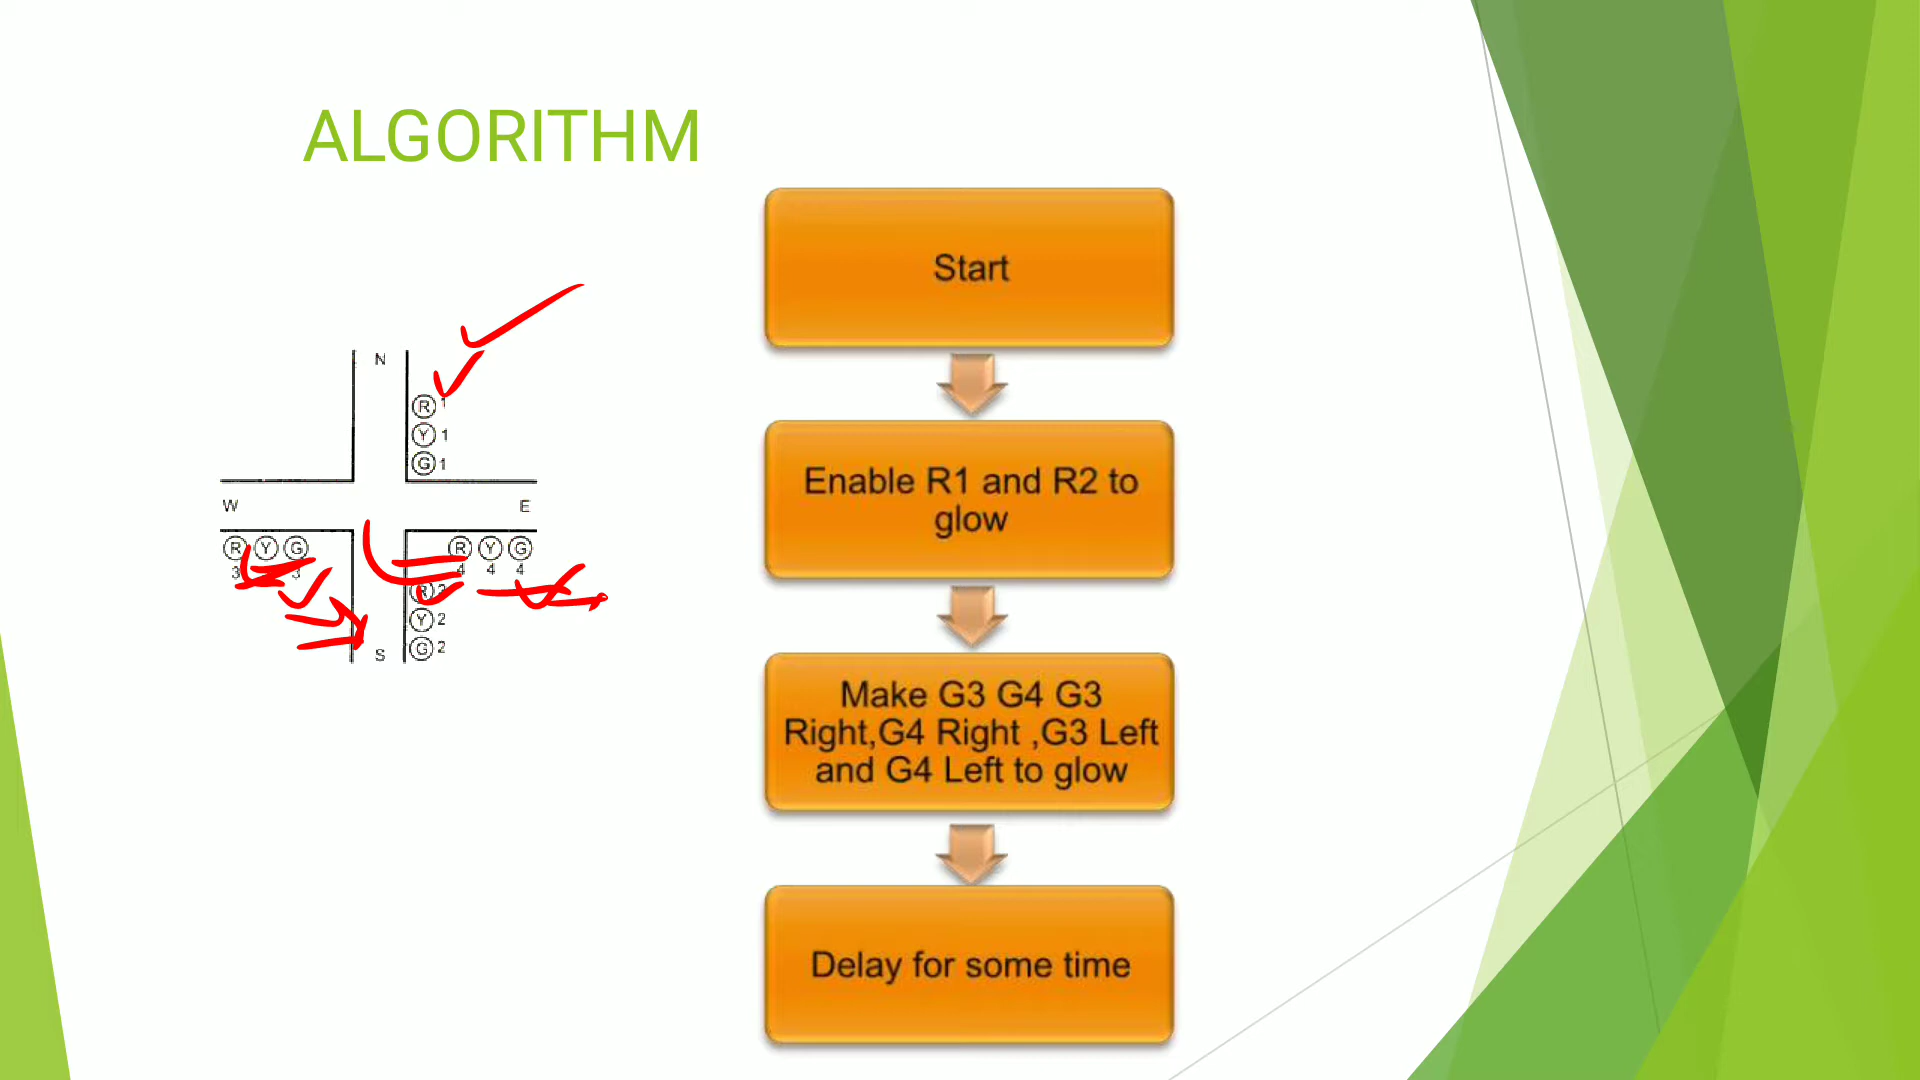 ALGORITHM
N
R 1
Y 1
G 1
W
E
R Y G
3 3
R Y G
4 4 4
R 2
Y 2
G 2
S
Start
Enable R1 and R2 to
glow
Make G3 G4 G3
Right,G4 Right ,G3 Left
and G4 Left to glow
Delay for some time